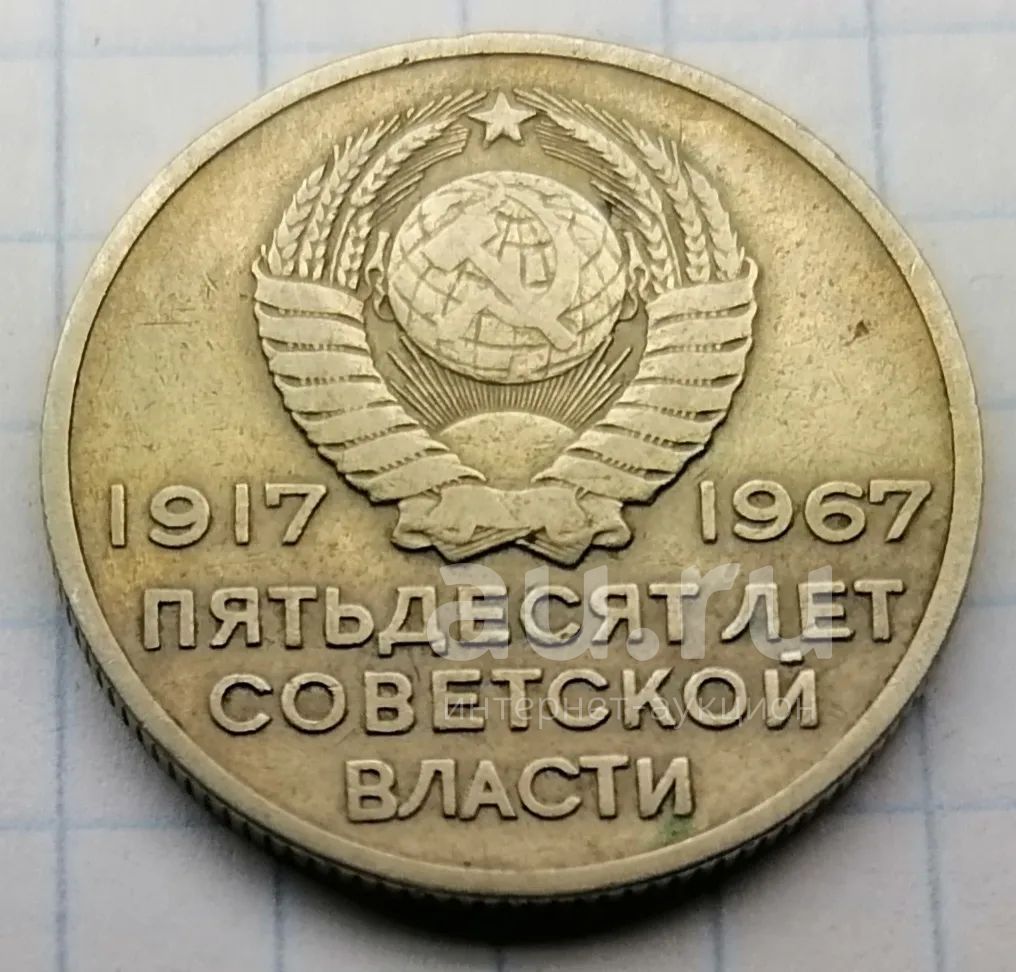 1917 1967
ПЯТЬДЕСЯТ ЛЕТ
СОВЕТСКОЙ
ВЛАСТИ
au.ru
интернет-аукцион